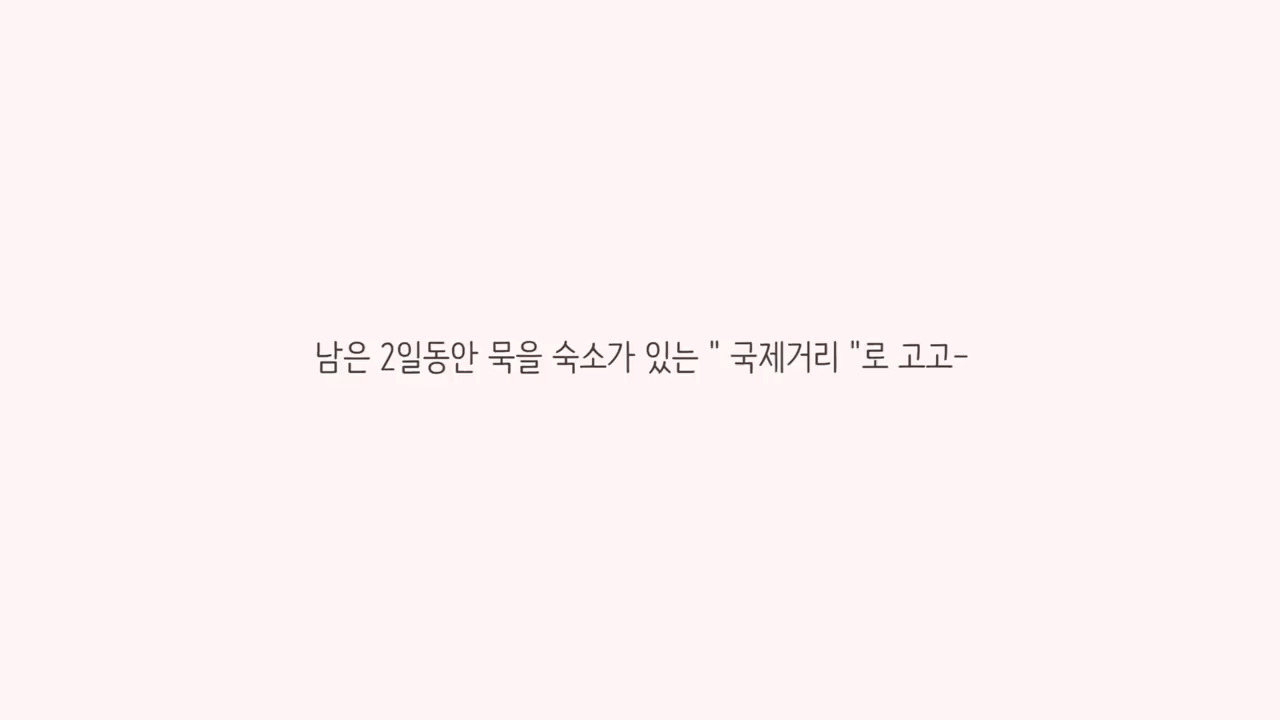 남은 2일동안 묵을 숙소가 있는 " 국제거리 "로 고고-